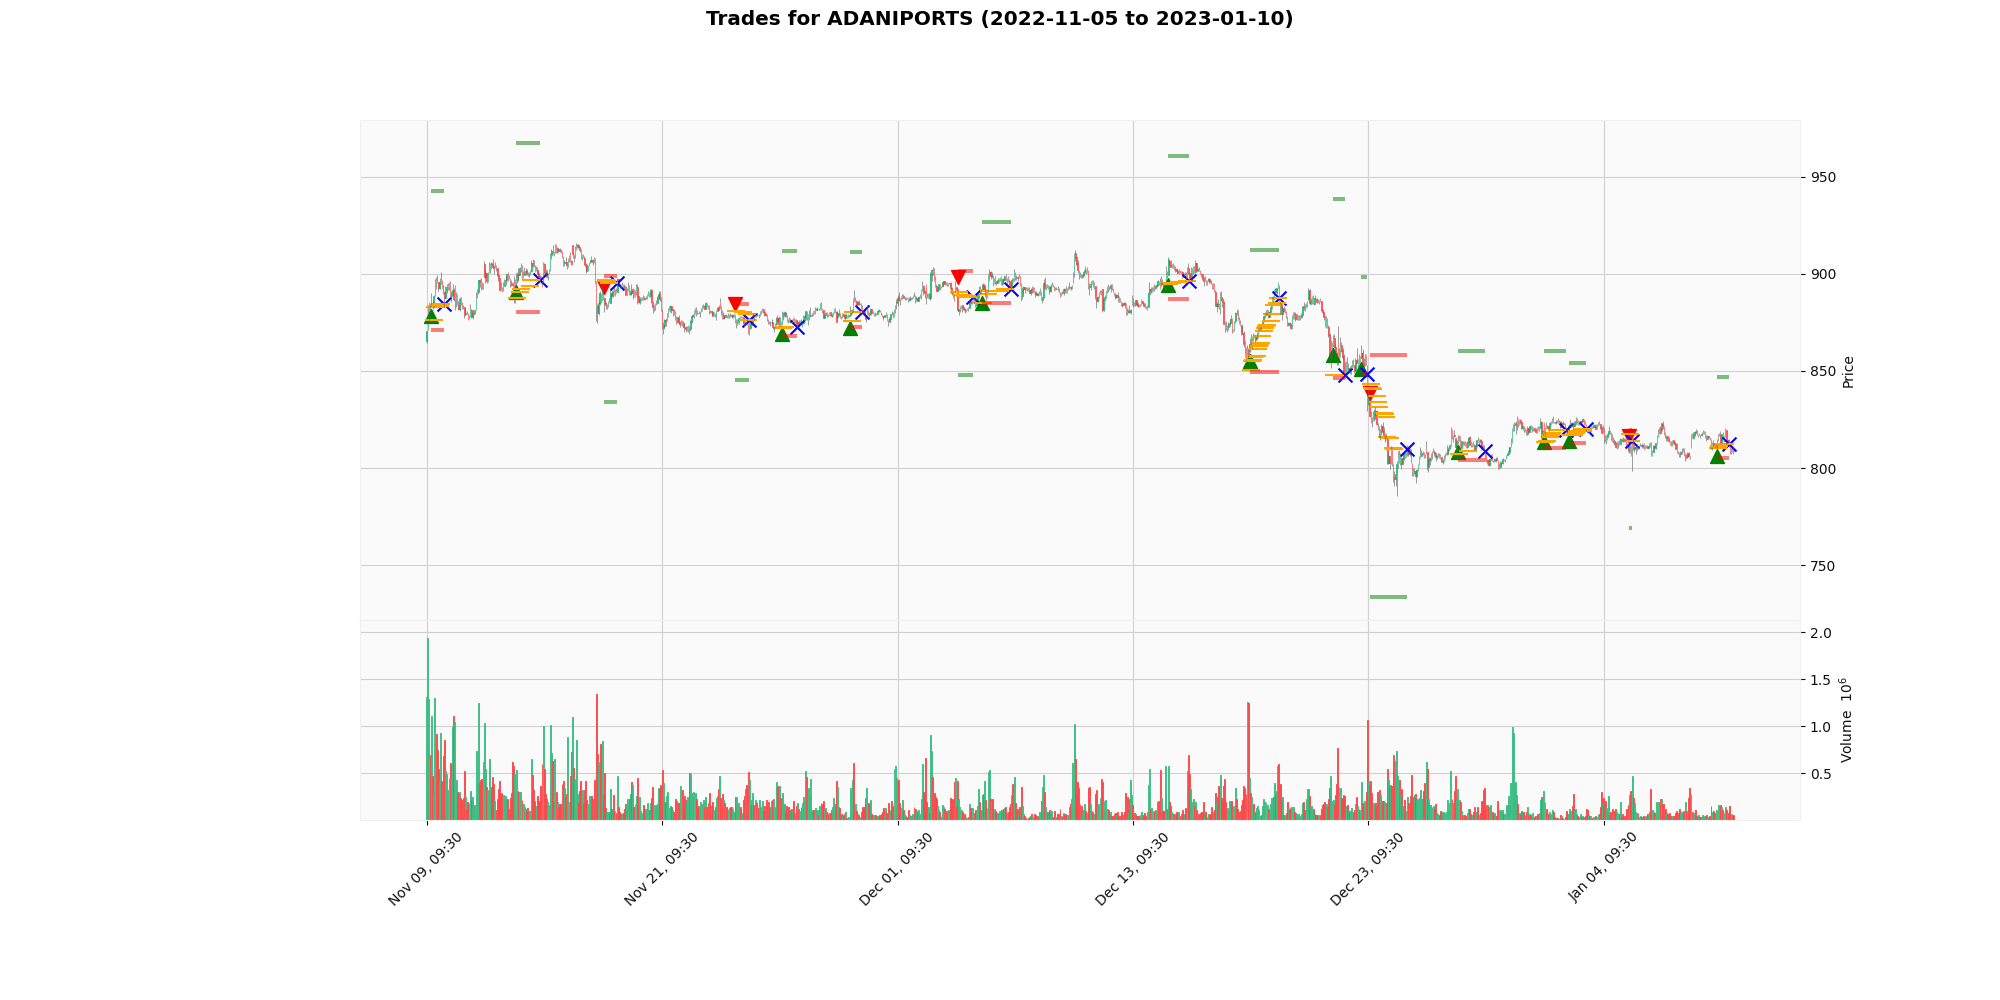 Trades for ADANIPORTS (2022-11-05 to 2023-01-10)
950
900
850
800
750
Price
2.0
1.5
1.0
0.5
Volume 10⁶
Nov 09, 09:30
Nov 21, 09:30
Dec 01, 09:30
Dec 13, 09:30
Dec 23, 09:30
Jan 04, 09:30